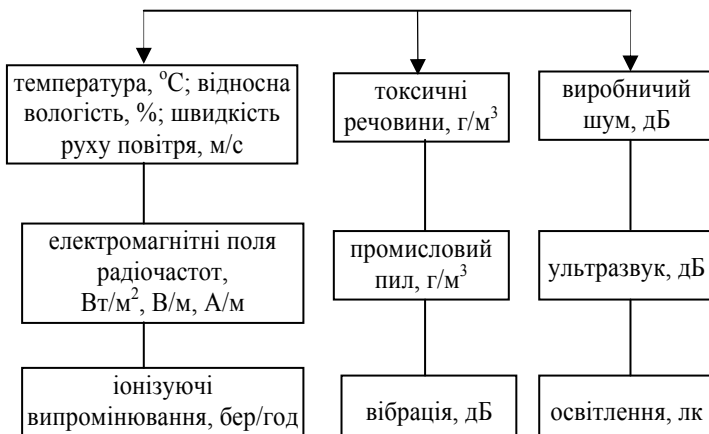 температура, °С; відносна
вологість, %; швидкість
руху повітря, м/с
токсичні
речовини, г/м³
виробничий
шум, дБ
електромагнітні поля
радіочастот,
Вт/м², В/м, А/м
промисловий
пил, г/м³
ультразвук, дБ
іонізуючі
випромінювання, бер/год
вібрація, дБ
освітлення, лк